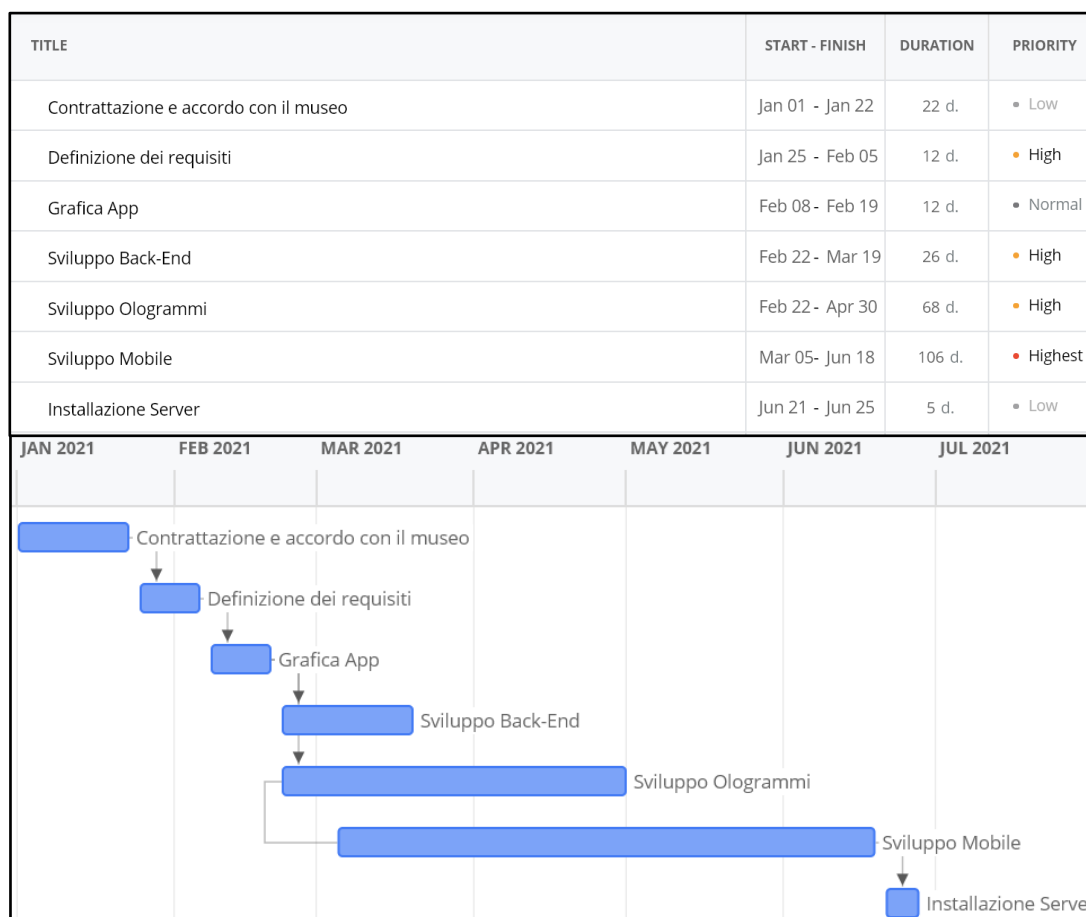 TITLE START - FINISH DURATION PRIORITY
Contrattazione e accordo con il museo Jan 01 - Jan 22 22 d. Low
Definizione dei requisiti Jan 25 - Feb 05 12 d. High
Grafica App Feb 08 - Feb 19 12 d. Normal
Sviluppo Back-End Feb 22 - Mar 19 26 d. High
Sviluppo Ologrammi Feb 22 - Apr 30 68 d. High
Sviluppo Mobile Mar 05- Jun 18 106 d. Highest
Installazione Server Jun 21 - Jun 25 5 d. Low
JAN 2021 FEB 2021 MAR 2021 APR 2021 MAY 2021 JUN 2021 JUL 2021
Contrattazione e accordo con il museo
Definizione dei requisiti
Grafica App
Sviluppo Back-End
Sviluppo Ologrammi
Sviluppo Mobile
Installazione Serve